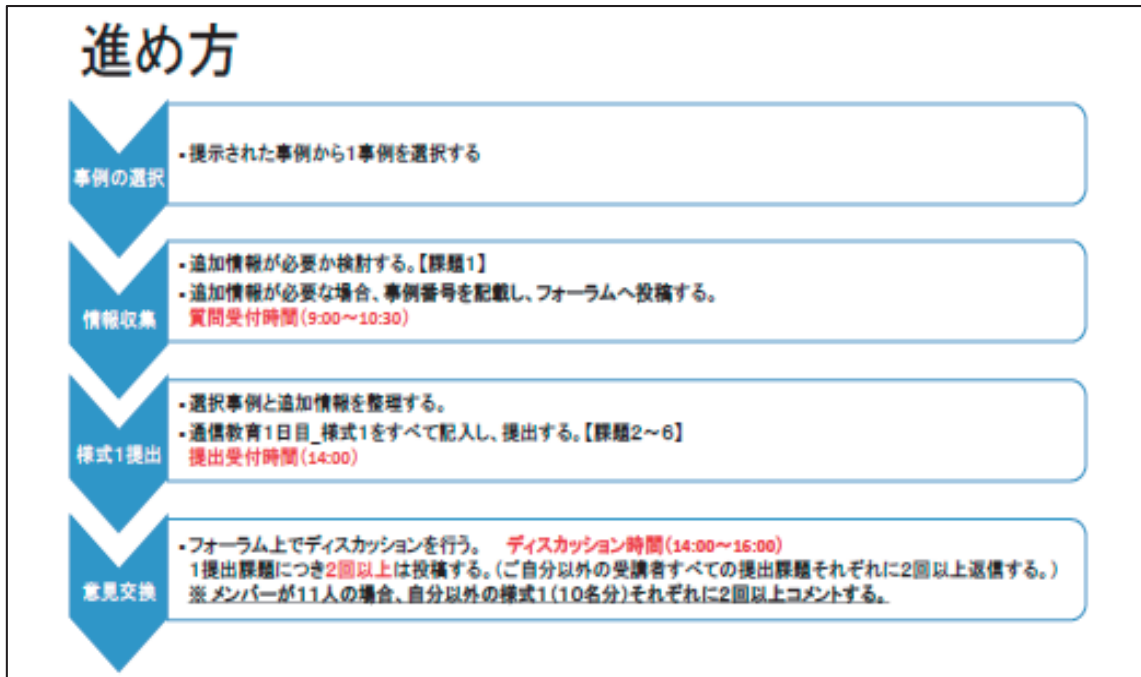 進め方
事例の選択
・提示された事例から1事例を選択する
情報収集
・追加情報が必要か検討する。【課題1】
・追加情報が必要な場合、事例番号を記載し、フォーラムへ投稿する。
質問受付時間(9:00～10:30)
様式1提出
・選択事例と追加情報を整理する。
・通信教育1日目_様式1をすべて記入し、提出する。【課題2～6】
提出受付時間(14:00)
意見交換
・フォーラム上でディスカッションを行う。 ディスカッション時間(14:00～16:00)
1提出課題につき2回以上は投稿する。(ご自分以外の受講者すべての提出課題それぞれに2回以上返信する。)
※メンバーが11人の場合、自分以外の様式1(10名分)それぞれに2回以上コメントする。